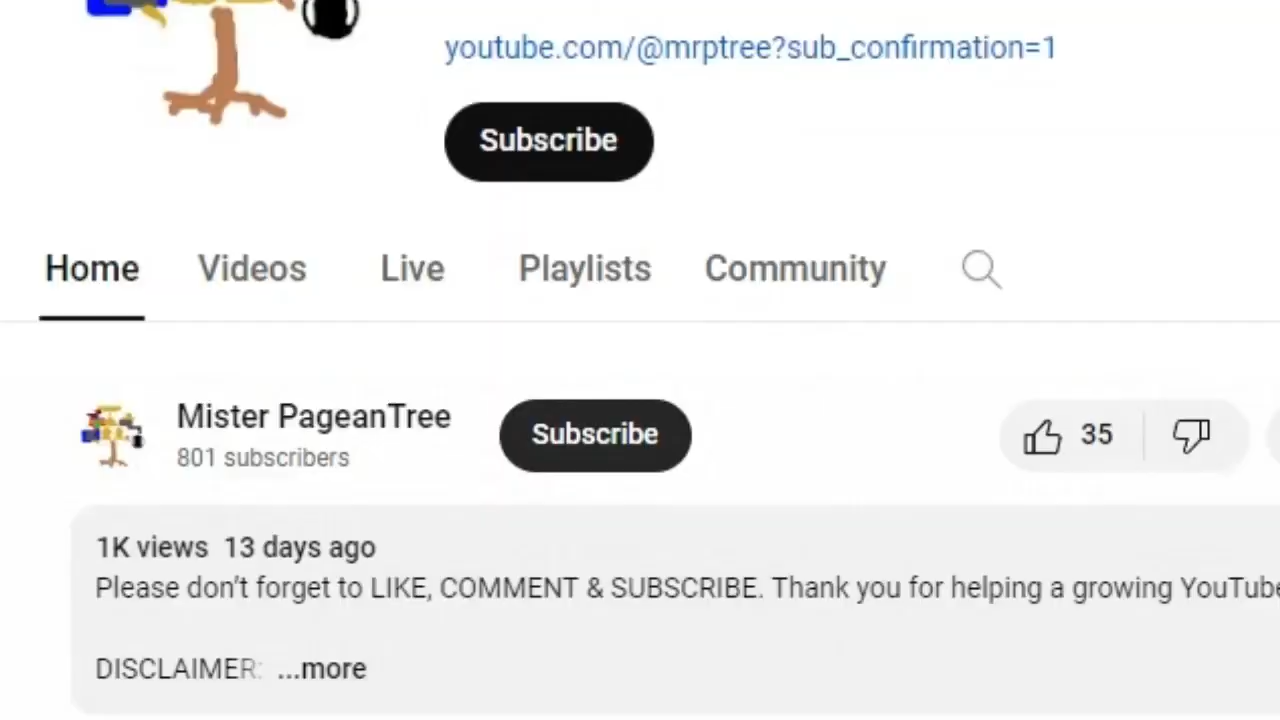 youtube.com/@mrptree?sub_confirmation=1
Subscribe
Home Videos Live Playlists Community
Mister PageanTree
801 subscribers
Subscribe
35
1K views 13 days ago
Please don't forget to LIKE, COMMENT & SUBSCRIBE. Thank you for helping a growing YouTube
DISCLAIMER: ...more